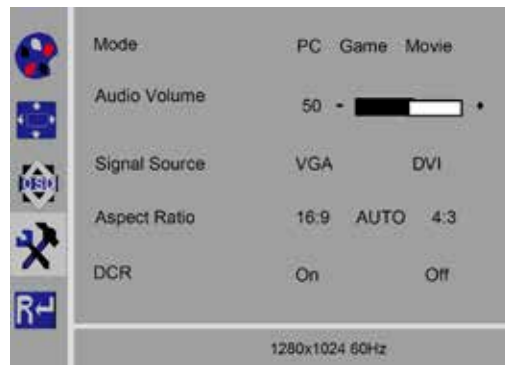 Mode PC Game Movie
Audio Volume 50 - +
Signal Source VGA DVI
OSD
Aspect Ratio 16:9 AUTO 4:3
DCR On Off
R
1280x1024 60Hz